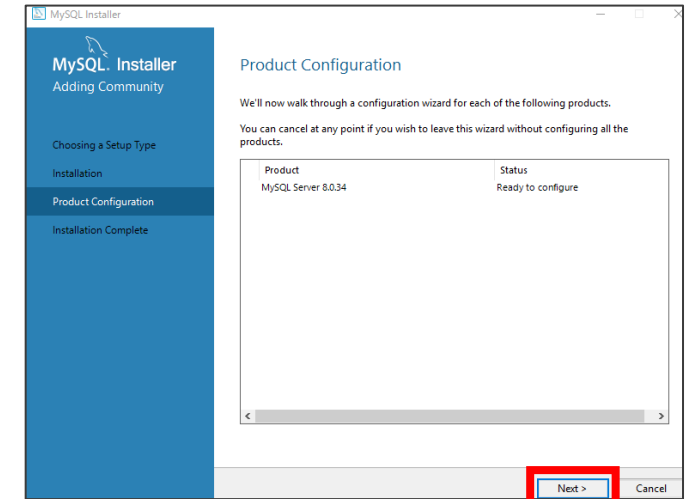 MySQL Installer
MySQL. Installer
Adding Community
Choosing a Setup Type
Installation
Product Configuration
Installation Complete
Product Configuration
We'll now walk through a configuration wizard for each of the following products.
You can cancel at any point if you wish to leave this wizard without configuring all the
products.
Product Status
MySQL Server 8.0.34 Ready to configure
Next > Cancel